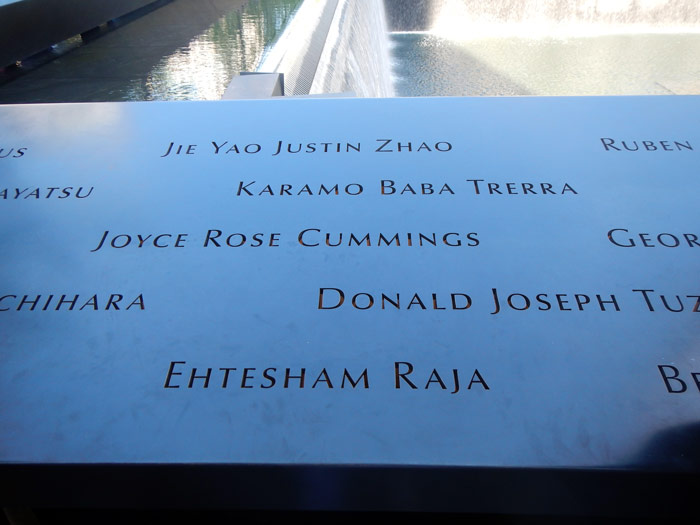 US JIE YAO JUSTIN ZHAO RUBEN
AYATSU KARAMO BABA TRERRA
JOYCE ROSE CUMMINGS GEOR
CHIHARA DONALD JOSEPH TUZ
EHTESHAM RAJA BE